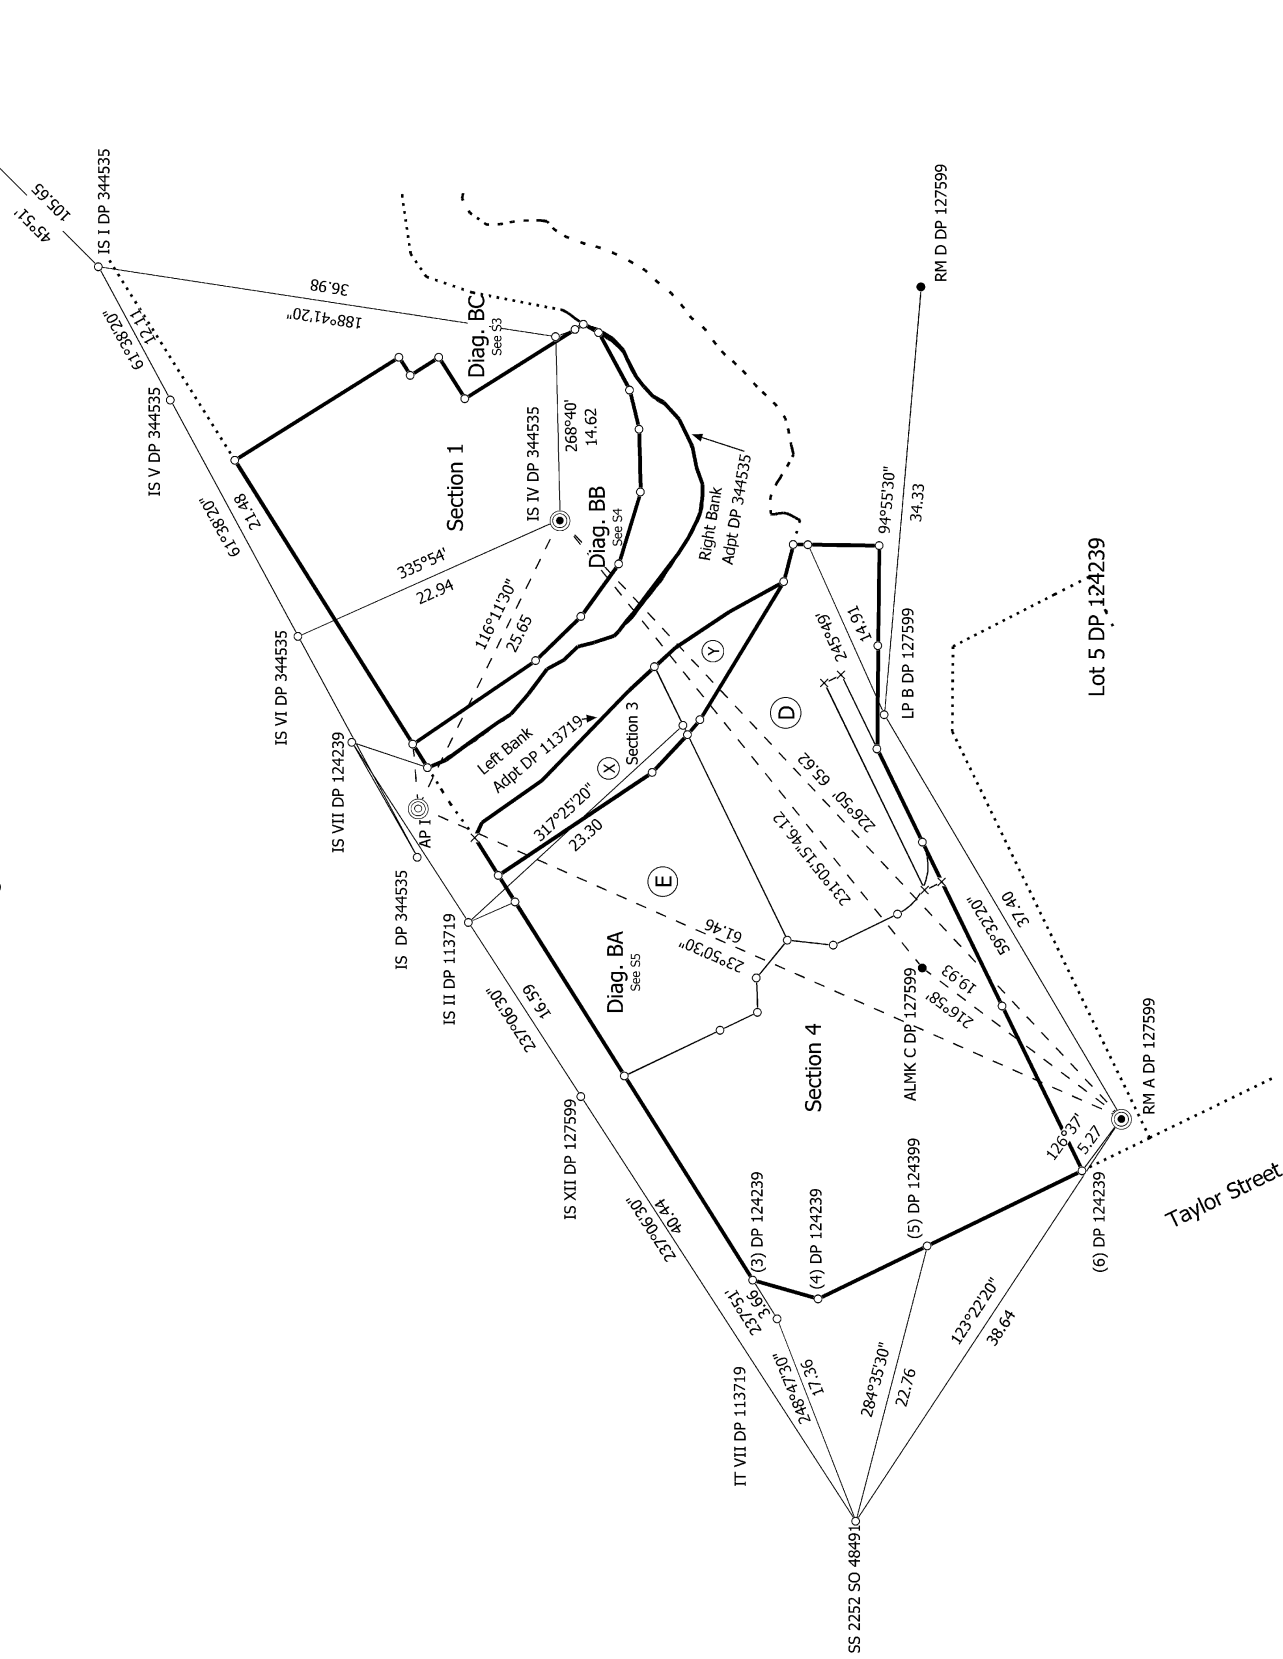 45°51'
105.65
IS I DP 344535
61°38'20"
12.11
36.98
188°41'20"
IS V DP 344535
61°38'20"
21.48
Diag. BC
See S3
Section 1
IS IV DP 344535
268°40'
14.62
RM D DP 127599
335°54'
22.94
Diag. BB
See S4
Right Bank
Adpt DP 344535
IS VI DP 344535
116°11'30"
25.65
94°55'30"
34.33
Lot 5 DP 124239
IS VII DP 124239
Left Bank
Adpt DP 113719
Section 3
X
Y
D
245°49'
14.91
LP B DP 127599
AP I
IS DP 344535
317°25'20"
23.30
226°50'
65.62
231°05'15"
46.12
IS II DP 113719
E
61.46
23°50'30"
59°32'20"
37.40
237°06'30"
16.59
Diag. BA
See S5
ALMK C DP 127599
19.93
216°58'
IS XII DP 127599
Section 4
RM A DP 127599
126°37'
5.27
237°06'30"
40.44
(3) DP 124239
(4) DP 124239
(5) DP 124399
(6) DP 124239
Taylor Street
237°51'
3.66
248°47'30"
17.36
IT VII DP 113719
284°35'30"
22.76
123°22'20"
38.64
SS 2252 SO 48491